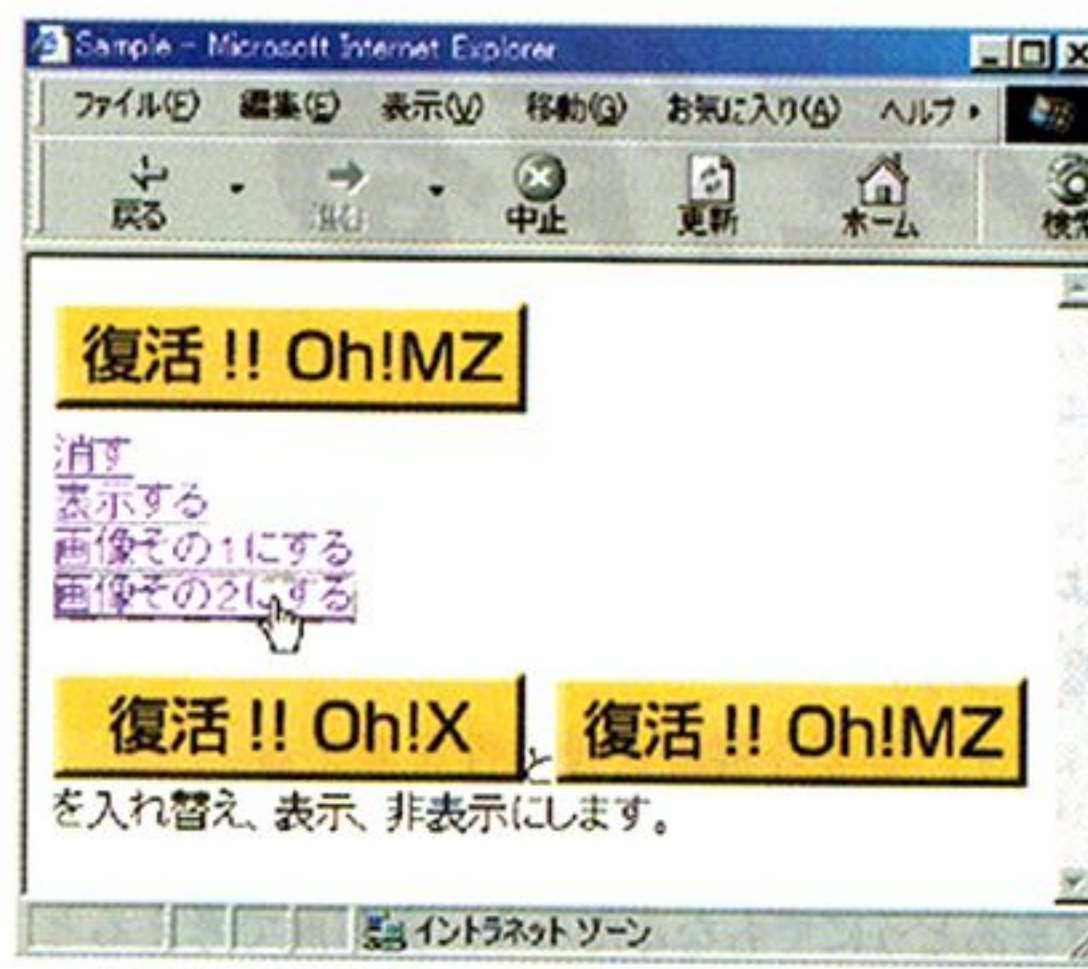 Sample - Microsoft Internet Explorer
ファイル(F) 編集(E) 表示(V) 移動(G) お気に入り(A) ヘルプ
戻る 進む 中止 更新 ホーム 検索
復活!! Oh!MZ
消す
表示する
画像その1にする
画像その2にする
復活!! Oh!X と 復活!! Oh!MZ
を入れ替え、表示、非表示にします。
イントラネット ゾーン